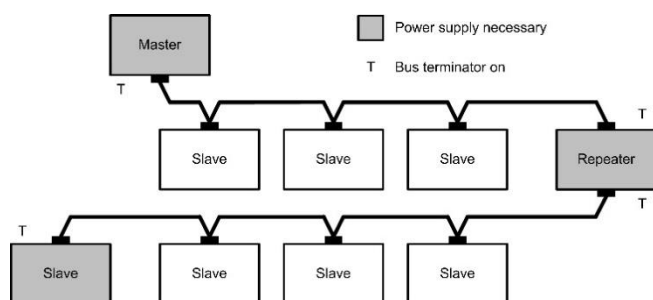 Master
Power supply necessary
T
T Bus terminator on
T
Slave Slave Slave Repeater
T
T
Slave Slave Slave Slave